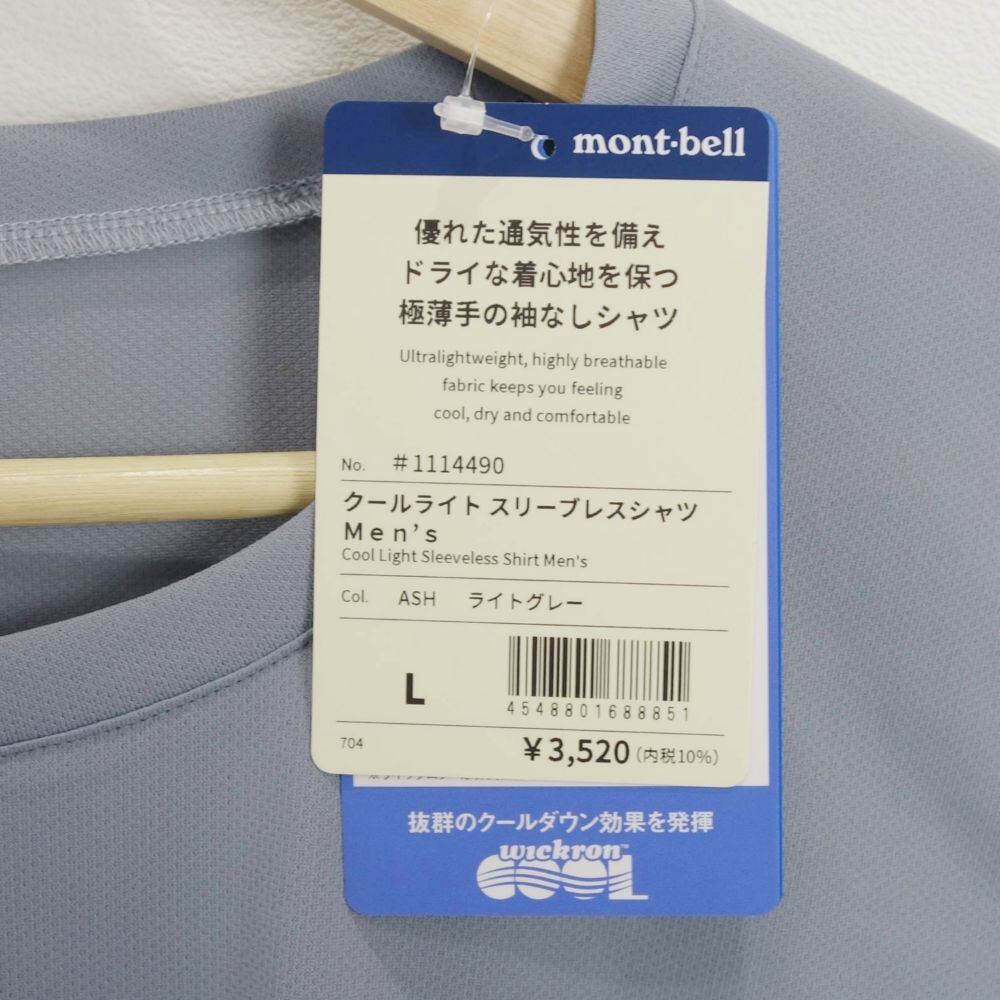 mont-bell
優れた通気性を備え
ドライな着心地を保つ
極薄手の袖なしシャツ
Ultralightweight, highly breathable
fabric keeps you feeling
cool, dry and comfortable
No. #1114490
クールライト スリーブレスシャツ
Men's
Cool Light Sleeveless Shirt Men's
Col. ASH ライトグレー
L
4548801688851
704 ¥3,520 (内税10%)
抜群のクールダウン効果を発揮
wickron™
COOL